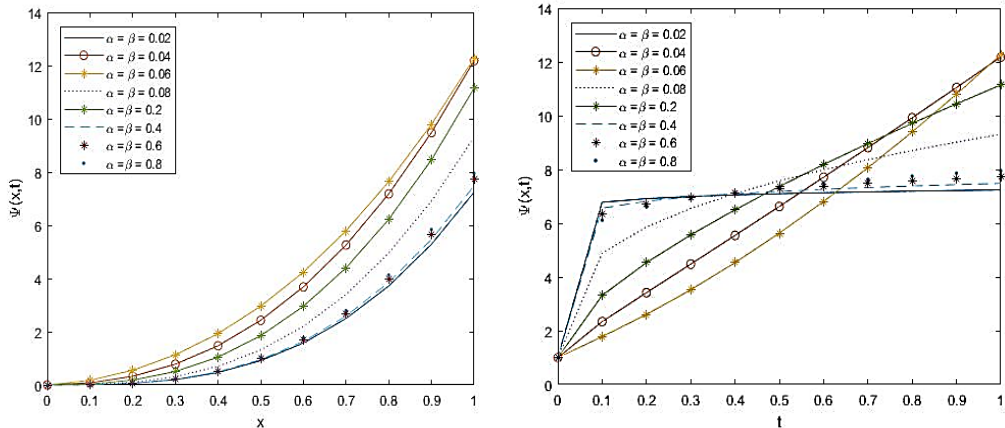 14
12
10
8
6
4
2
0
Ψ(x,t)
α = β = 0.02
α = β = 0.04
α = β = 0.06
α = β = 0.08
α = β = 0.2
α = β = 0.4
α = β = 0.6
α = β = 0.8
0 0.1 0.2 0.3 0.4 0.5 0.6 0.7 0.8 0.9 1
x
14
12
10
8
6
4
2
0
Ψ(x,t)
α = β = 0.02
α = β = 0.04
α = β = 0.06
α = β = 0.08
α = β = 0.2
α = β = 0.4
α = β = 0.6
α = β = 0.8
0 0.1 0.2 0.3 0.4 0.5 0.6 0.7 0.8 0.9 1
t